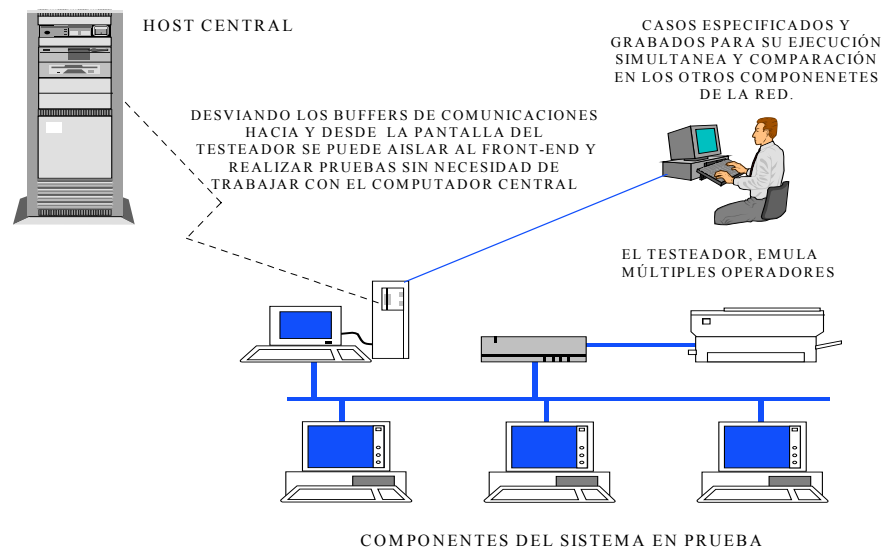 HOST CENTRAL
CASOS ESPECIFICADOS Y
GRABADOS PARA SU EJECUCIÓN
SIMULTANEA Y COMPARACIÓN
EN LOS OTROS COMPONENETES
DE LA RED.
DESVIANDO LOS BUFFERS DE COMUNICACIONES
HACIA Y DESDE LA PANTALLA DEL
TESTEADOR SE PUEDE AISLAR AL FRONT-END Y
REALIZAR PRUEBAS SIN NECESIDAD DE
TRABAJAR CON EL COMPUTADOR CENTRAL
EL TESTEADOR, EMULA
MÚLTIPLES OPERADORES
COMPONENTES DEL SISTEMA EN PRUEBA